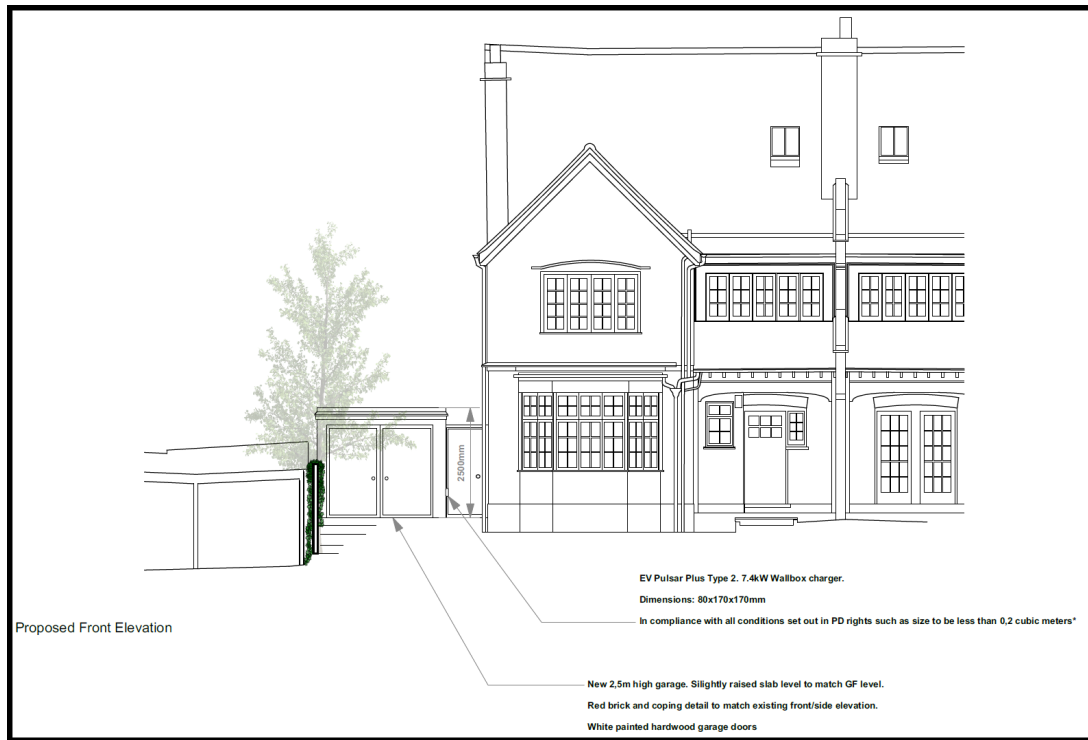 2500mm
EV Pulsar Plus Type 2. 7.4kW Wallbox charger.
Dimensions: 80x170x170mm
In compliance with all conditions set out in PD rights such as size to be less than 0,2 cubic meters*
Proposed Front Elevation
New 2,5m high garage. Silightly raised slab level to match GF level.
Red brick and coping detail to match existing front/side elevation.
White painted hardwood garage doors